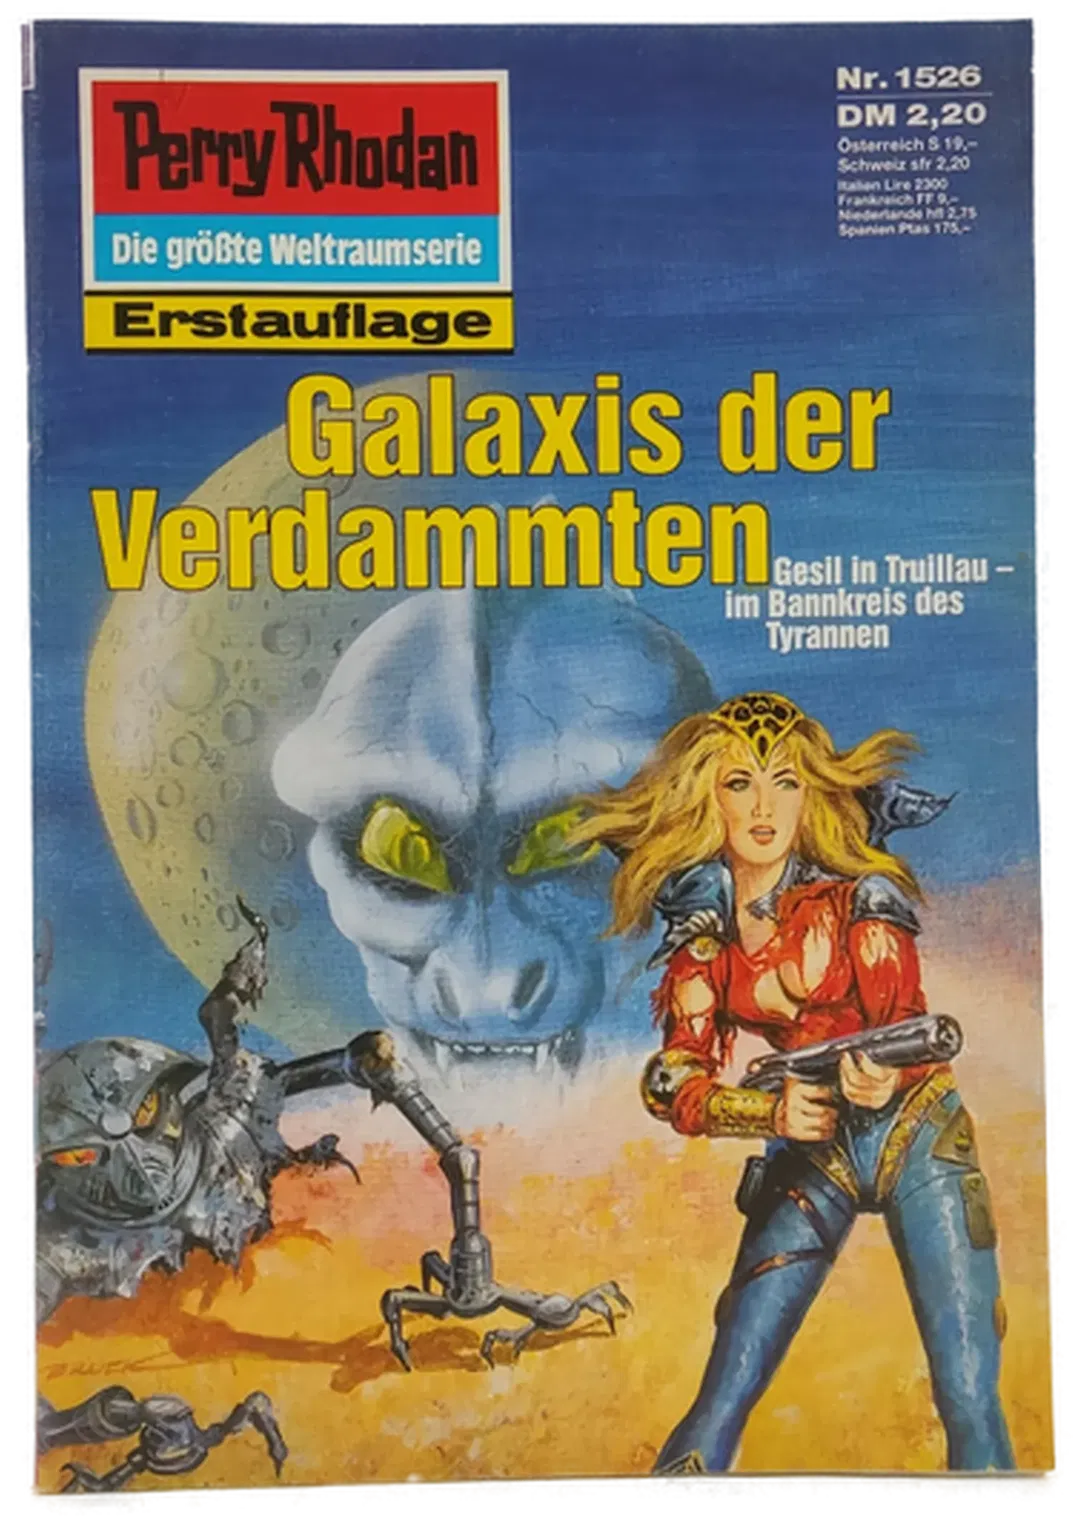 Perry Rhodan
Die größte Weltraumserie
Erstauflage
Nr. 1526
DM 2,20
Österreich S 19,–
Schweiz sfr 2,20
Italien Lire 2300
Frankreich FF 9,–
Niederlande hfl 2,75
Spanien Ptas 175,–
Galaxis der
Verdammten
Gesil in Truillau –
im Bannkreis des
Tyrannen